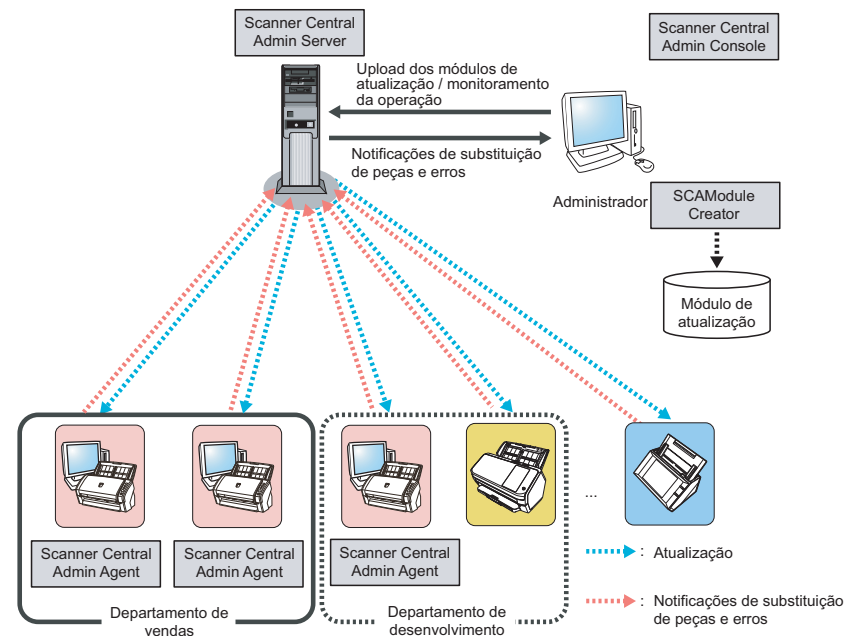 Scanner Central
Admin Server
Scanner Central
Admin Console
Upload dos módulos de
atualização / monitoramento
da operação
Notificações de substituição
de peças e erros
Administrador
SCAModule
Creator
Módulo de
atualização
...
Scanner Central
Admin Agent
Scanner Central
Admin Agent
Scanner Central
Admin Agent
Departamento de
vendas
Departamento de
desenvolvimento
: Atualização
: Notificações de substituição
de peças e erros